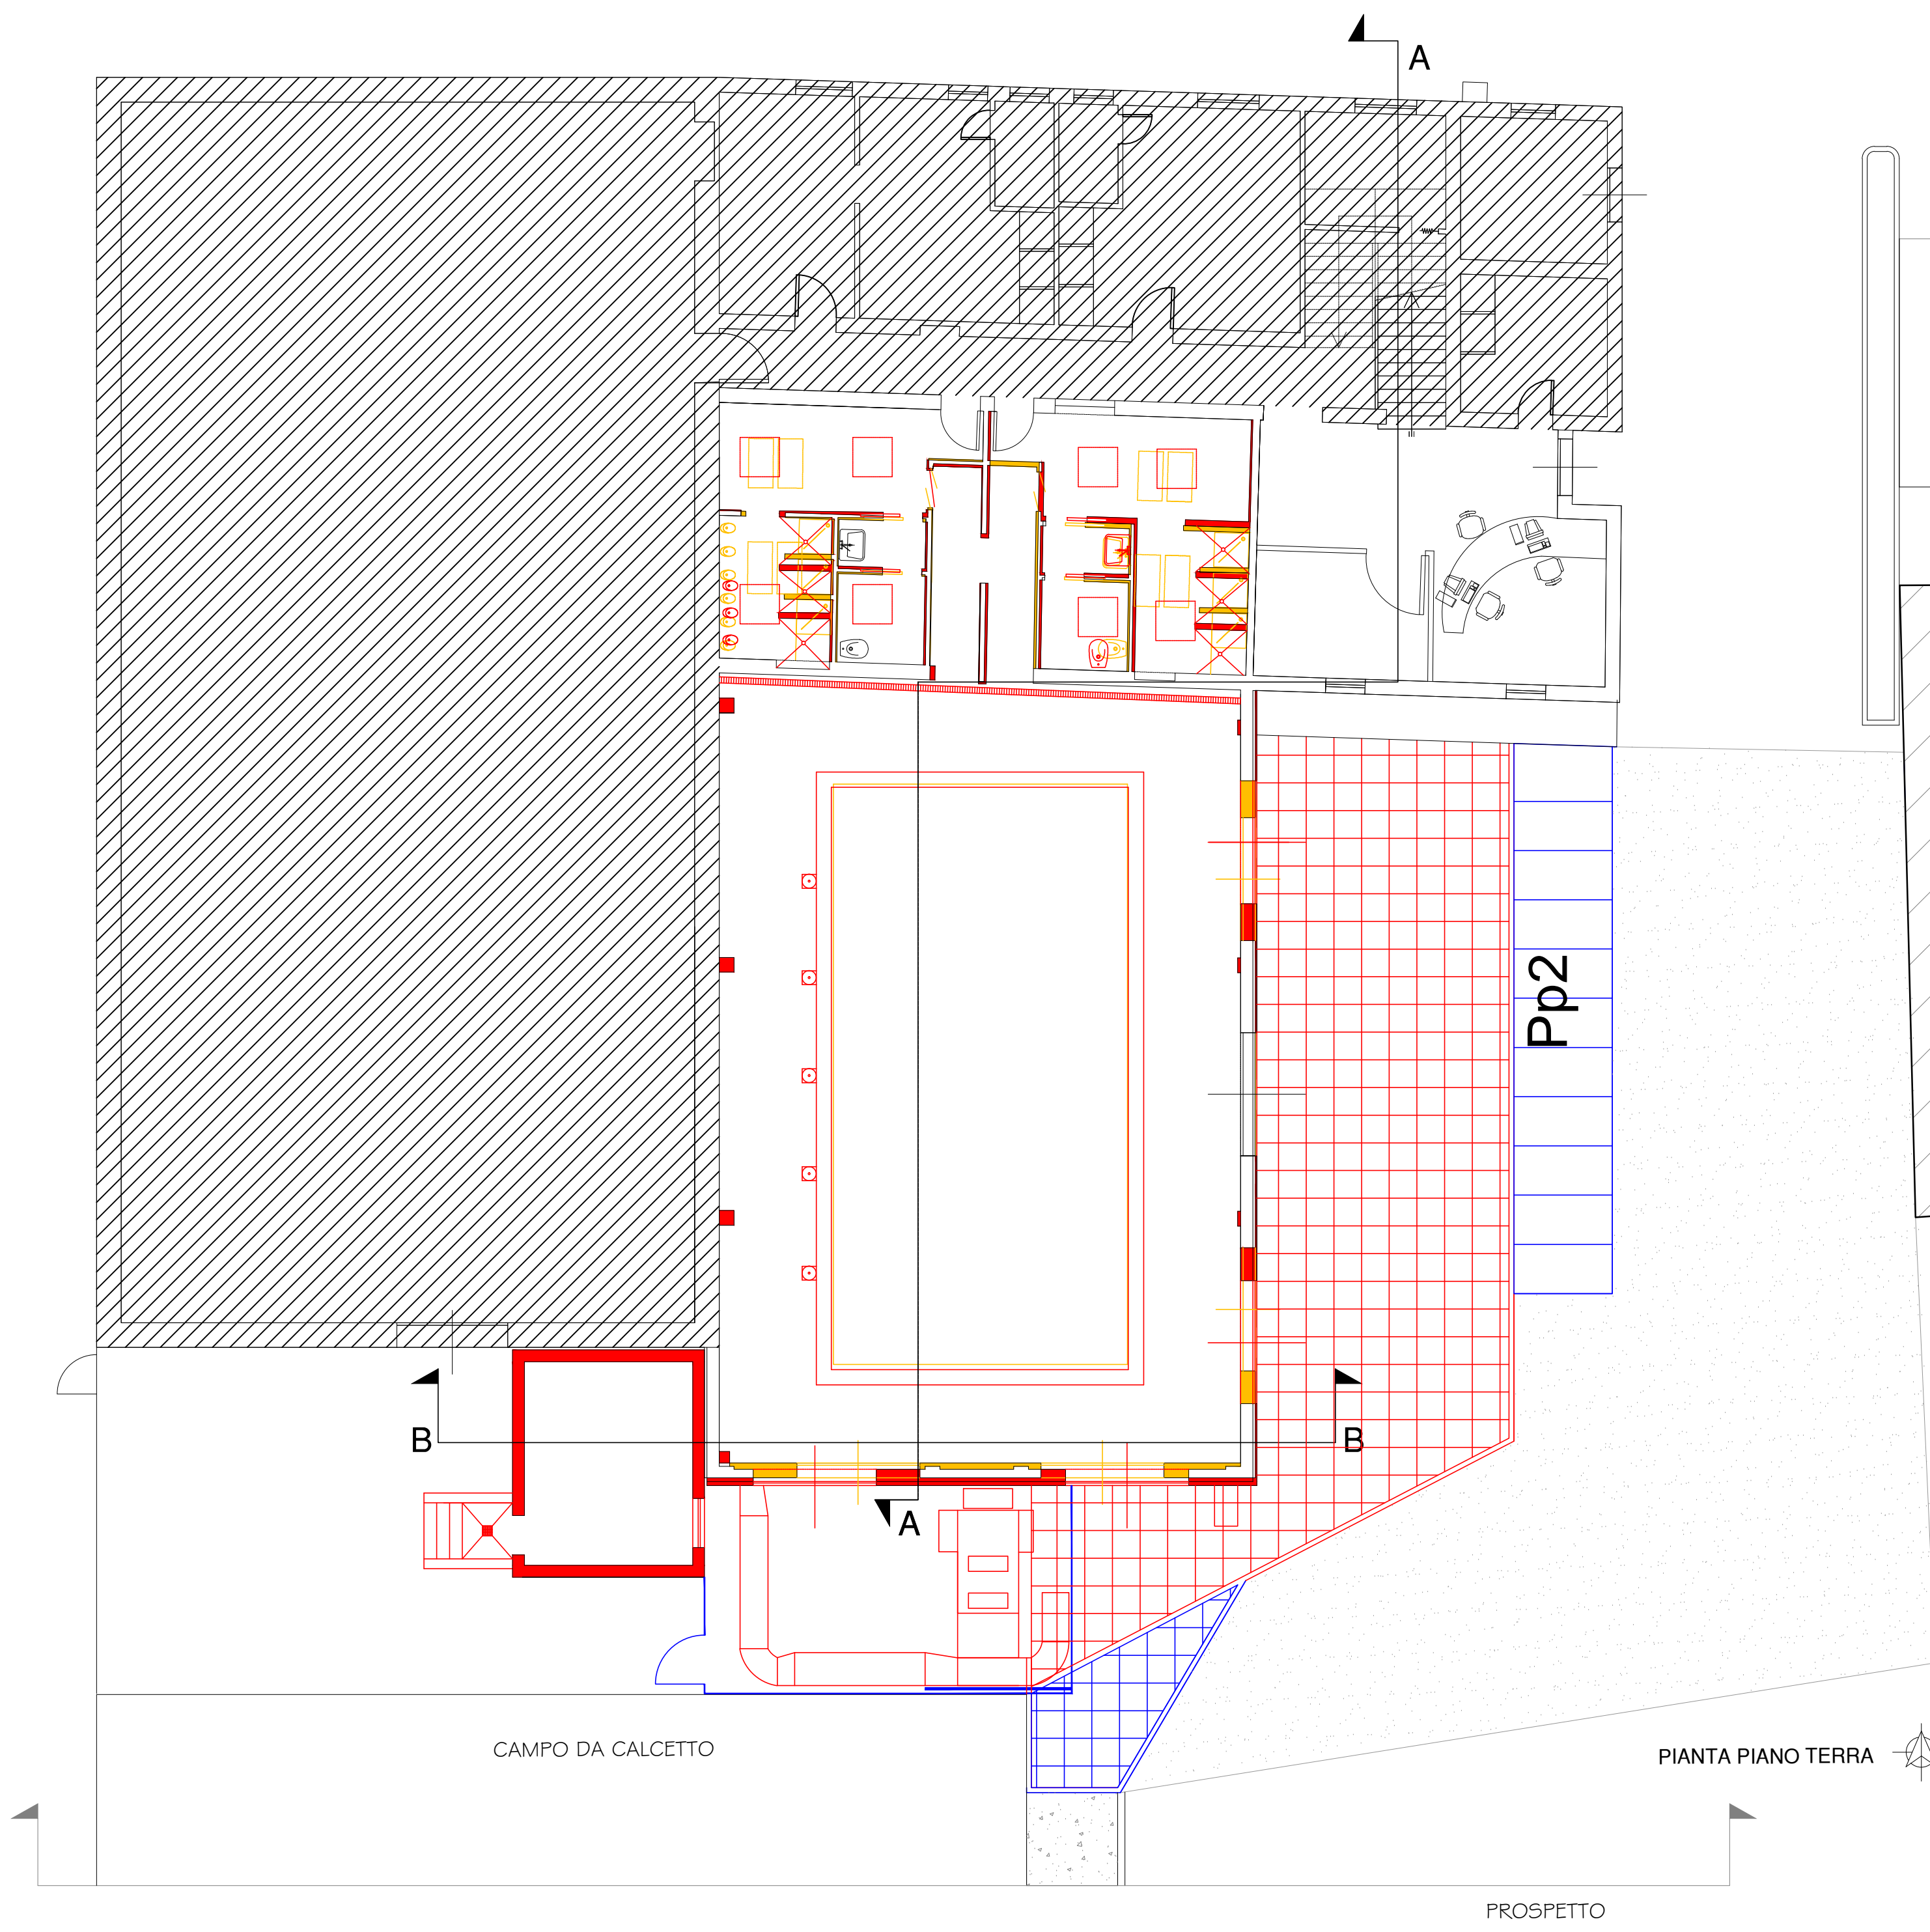 A
Pp2
B
B
A
CAMPO DA CALCETTO
PIANTA PIANO TERRA
PROSPETTO